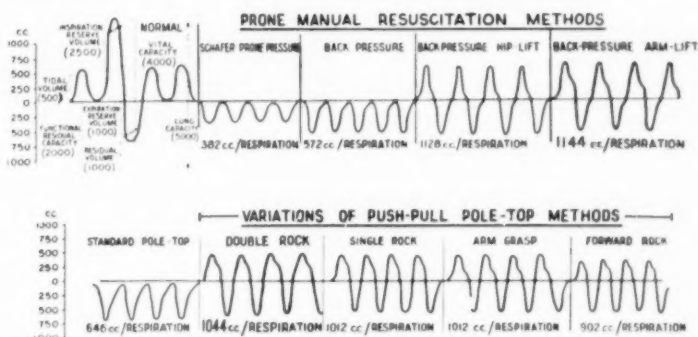 PRONE MANUAL RESUSCITATION METHODS
CC.
1000
750
500
250
0
250
500
750
1000
INSPIRATION
RESERVE
VOLUME
(2500)
NORMAL
VITAL
CAPACITY
(4000)
TIDAL
VOLUME
(500)
EXPIRATION
RESERVE
VOLUME
(1000)
FUNCTIONAL
RESIDUAL
CAPACITY
(2000)
RESIDUAL
VOLUME
(1000)
LUNG
CAPACITY
(5000)
SCHAFER PRONE PRESSURE
382 cc./RESPIRATION
BACK PRESSURE
572 cc./RESPIRATION
BACK-PRESSURE HIP-LIFT
1128 cc./RESPIRATION
BACK-PRESSURE ARM-LIFT
1144 cc./RESPIRATION
VARIATIONS OF PUSH-PULL POLE-TOP METHODS
CC.
1000
750
500
250
0
250
500
750
1000
STANDARD POLE-TOP
646 cc./RESPIRATION
DOUBLE ROCK
1044 cc./RESPIRATION
SINGLE ROCK
1012 cc./RESPIRATION
ARM GRASP
1012 cc./RESPIRATION
FORWARD ROCK
902 cc./RESPIRATION